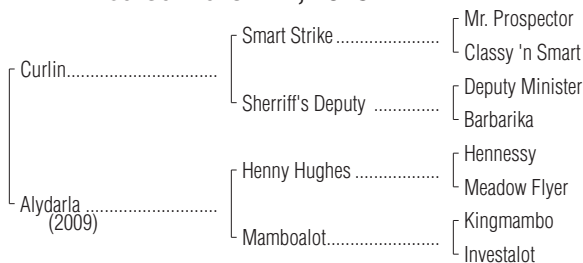 Smart Strike ................... Mr. Prospector
Classy 'n Smart
Curlin...........................
Sherriff's Deputy ............. Deputy Minister
Barbarika
Henny Hughes ................. Hennessy
Meadow Flyer
Alydarla ........................
(2009)
Mamboalot...................... Kingmambo
Investalot